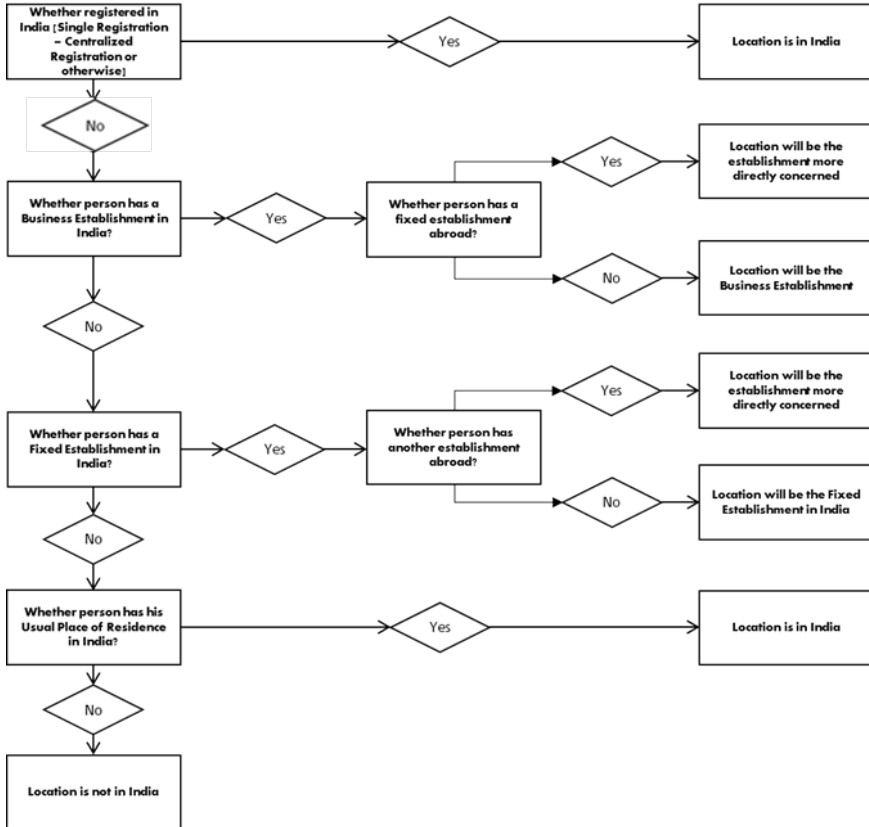 Whether registered in
India [Single Registration
– Centralized
Registration or
otherwise]
Yes
Location is in India
No
Whether person has a
Business Establishment in
India?
Yes
Whether person has a
fixed establishment
abroad?
Yes
Location will be the
establishment more
directly concerned
No
Location will be the
Business Establishment
No
Whether person has a
Fixed Establishment in
India?
Yes
Whether person has
another establishment
abroad?
Yes
Location will be the
establishment more
directly concerned
No
Location will be the Fixed
Establishment in India
No
Whether person has his
Usual Place of Residence
in India?
Yes
Location is in India
No
Location is not in India